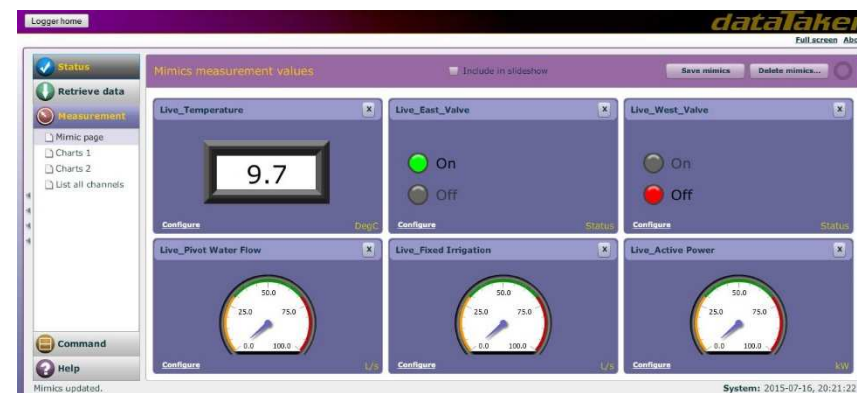 Logger home
dataTaker
Full screen Abo
Status
Retrieve data
Measurement
Mimic page
Charts 1
Charts 2
List all channels
Command
Help
Mimics measurement values
Include in slideshow
Save mimics
Delete mimics...
Live_Temperature
x
9.7
Configure
DegC
Live_East_Valve
x
On
Off
Configure
Status
Live_West_Valve
x
On
Off
Configure
Status
Live_Pivot Water Flow
x
50.0
25.0 75.0
0.0 100.0
Configure
L/s
Live_Fixed Irrigation
x
50.0
25.0 75.0
0.0 100.0
Configure
L/s
Live_Active Power
x
50.0
25.0 75.0
0.0 100.0
Configure
kW
Mimics updated.
System: 2015-07-16, 20:21:22